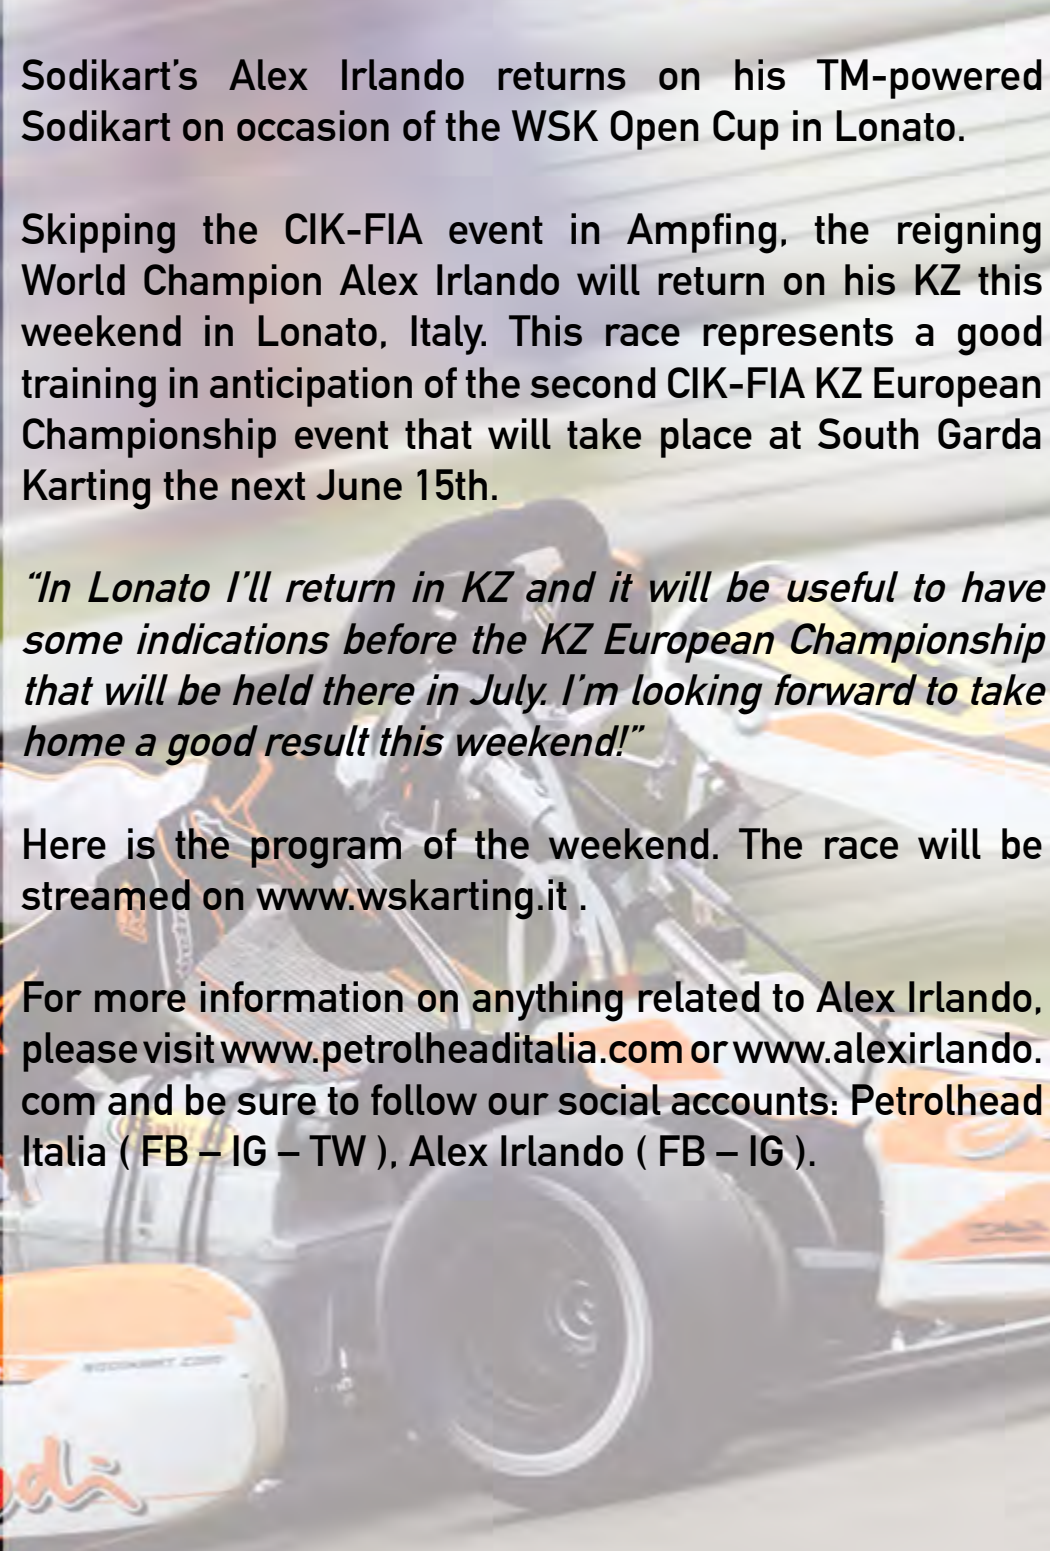 Sodikart’s Alex Irlando returns on his TM-powered
Sodikart on occasion of the WSK Open Cup in Lonato.
Skipping the CIK-FIA event in Ampfing, the reigning
World Champion Alex Irlando will return on his KZ this
weekend in Lonato, Italy. This race represents a good
training in anticipation of the second CIK-FIA KZ European
Championship event that will take place at South Garda
Karting the next June 15th.
“In Lonato I’ll return in KZ and it will be useful to have
some indications before the KZ European Championship
that will be held there in July. I’m looking forward to take
home a good result this weekend!”
Here is the program of the weekend. The race will be
streamed on www.wskarting.it .
For more information on anything related to Alex Irlando,
please visit www.petrolheaditalia.com or www.alexirlando.
com and be sure to follow our social accounts: Petrolhead
Italia ( FB – IG – TW ), Alex Irlando ( FB – IG ).
SODIKART.COM